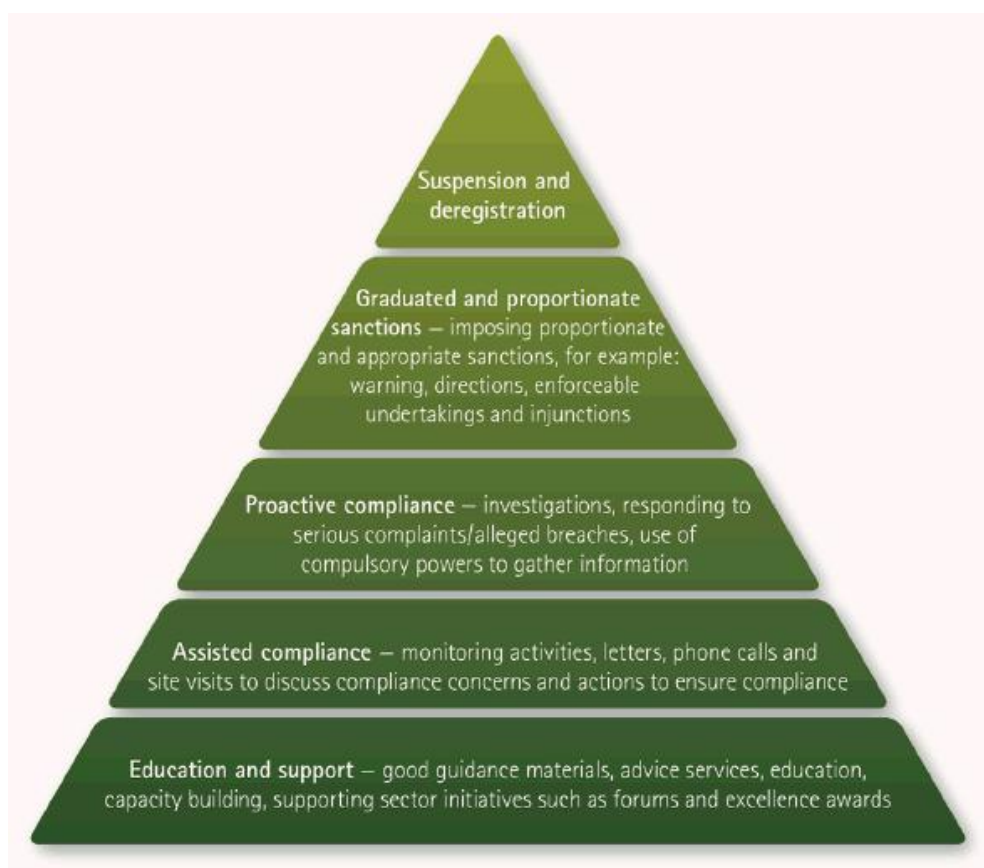 Suspension and
deregistration
Graduated and proportionate
sanctions – imposing proportionate
and appropriate sanctions, for example:
warning, directions, enforceable
undertakings and injunctions
Proactive compliance – investigations, responding to
serious complaints/alleged breaches, use of
compulsory powers to gather information
Assisted compliance – monitoring activities, letters, phone calls and
site visits to discuss compliance concerns and actions to ensure compliance
Education and support – good guidance materials, advice services, education,
capacity building, supporting sector initiatives such as forums and excellence awards